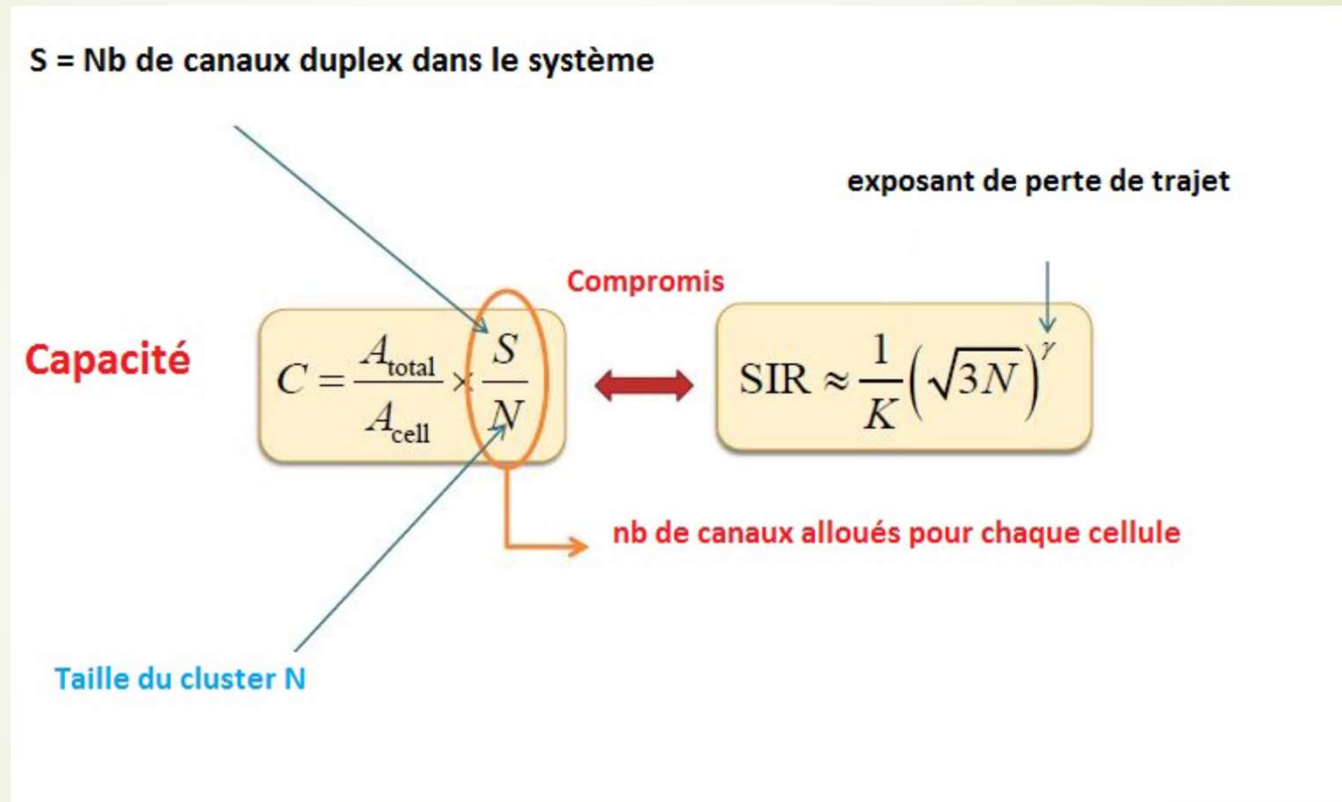 S = Nb de canaux duplex dans le système
exposant de perte de trajet
Compromis
Capacité
C = A_total / A_cell × S / N
SIR ≈ 1 / K (√3N)^γ
nb de canaux alloués pour chaque cellule
Taille du cluster N